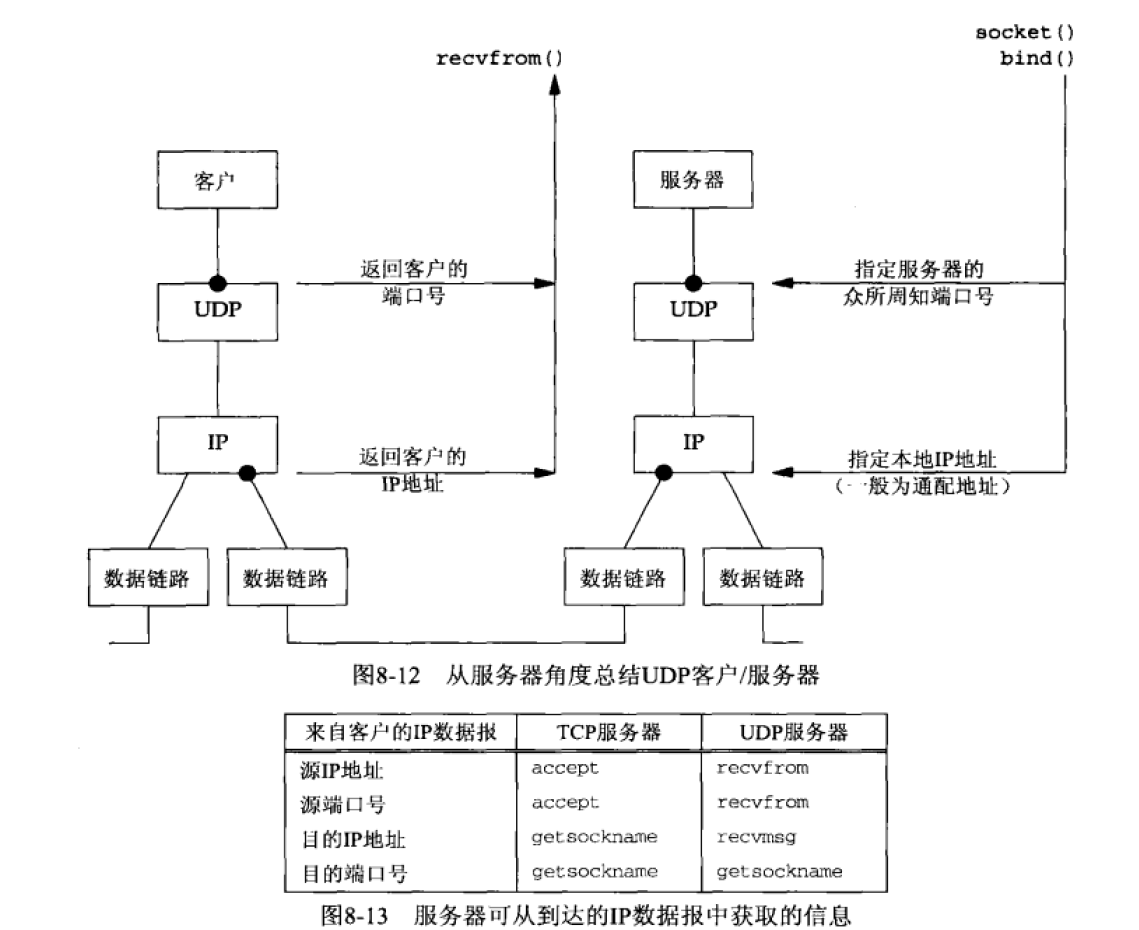 socket()
recvfrom()
bind()
客户
服务器
返回客户的
端口号
指定服务器的
众所周知端口号
UDP
UDP
IP
IP
返回客户的
IP地址
指定本地IP地址
(一般为通配地址)
数据链路
数据链路
数据链路
数据链路
图8-12 从服务器角度总结UDP客户/服务器
来自客户的IP数据报 TCP服务器 UDP服务器
源IP地址 accept recvfrom
源端口号 accept recvfrom
目的IP地址 getsockname recvmsg
目的端口号 getsockname getsockname
图8-13 服务器可从到达的IP数据报中获取的信息